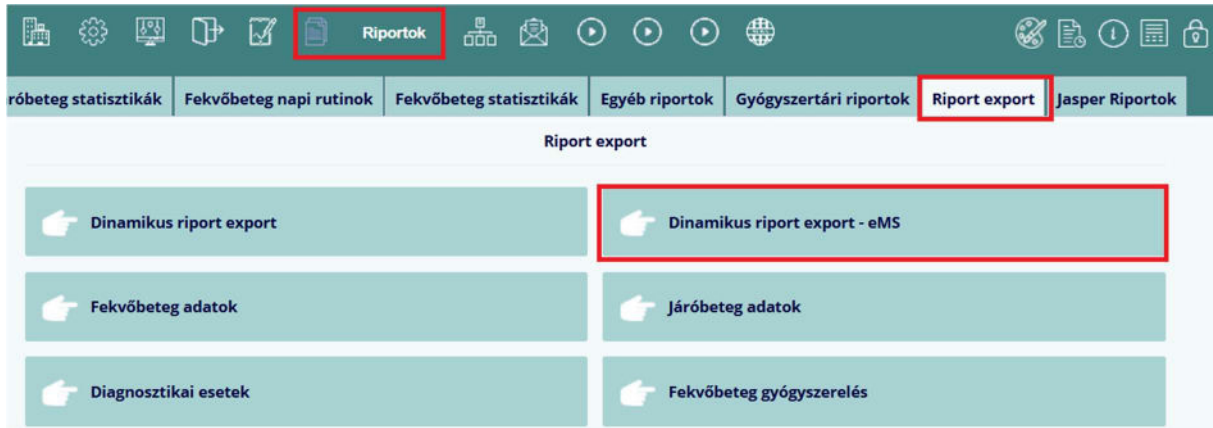 Riportok
róbeteg statisztikák Fekvőbeteg napi rutinok Fekvőbeteg statisztikák Egyéb riportok Gyógyszertári riportok Riport export Jasper Riportok
Riport export
Dinamikus riport export Dinamikus riport export - eMS
Fekvőbeteg adatok Járóbeteg adatok
Diagnosztikai esetek Fekvőbeteg gyógyszerelés